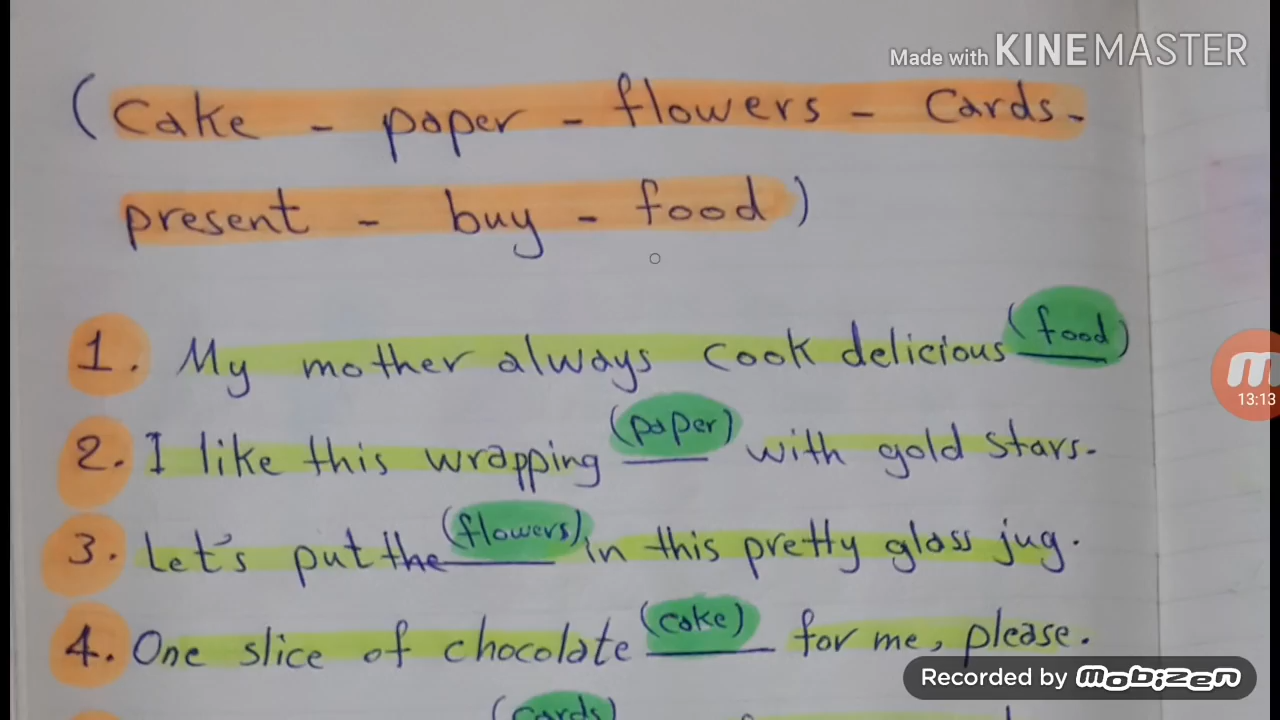 Made with KINEMASTER
(Cake - paper - flowers - Cards -
present - buy - food)
1. My mother always cook delicious (food)
2. I like this wrapping (paper) with gold stars.
3. Let's put the (flowers) in this pretty glass jug.
4. One slice of chocolate (cake) for me, please.
(cards)
13:13
Recorded by mobizen